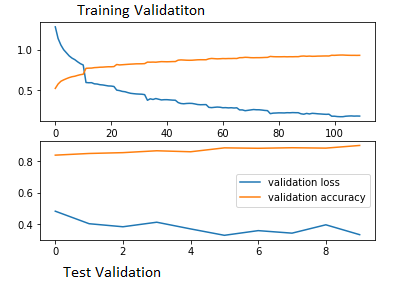 Training Validatiton
1.0
0.5
0 20 40 60 80 100
0.8
0.6
0.4
validation loss
validation accuracy
0 2 4 6 8
Test Validation